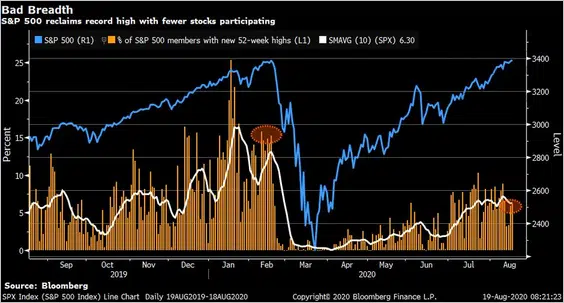 Bad Breadth
S&P 500 reclaims record high with fewer stocks participating
S&P 500 (R1) % of S&P 500 members with new 52-week highs (L1) SMAVG (10) (SPX) 6.30
25
20
15
10
5
0
Percent
3400
3200
3000
2800
2600
2400
2200
Index level
Sep Oct Nov Dec Jan Feb Mar Apr May Jun Jul Aug
2019 2020
Source: Bloomberg
SPX Index (S&P 500 Index) Line Chart Daily 19AUG2019-18AUG2020 Copyright© 2020 Bloomberg Finance L.P. 19-Aug-2020 08:21:23